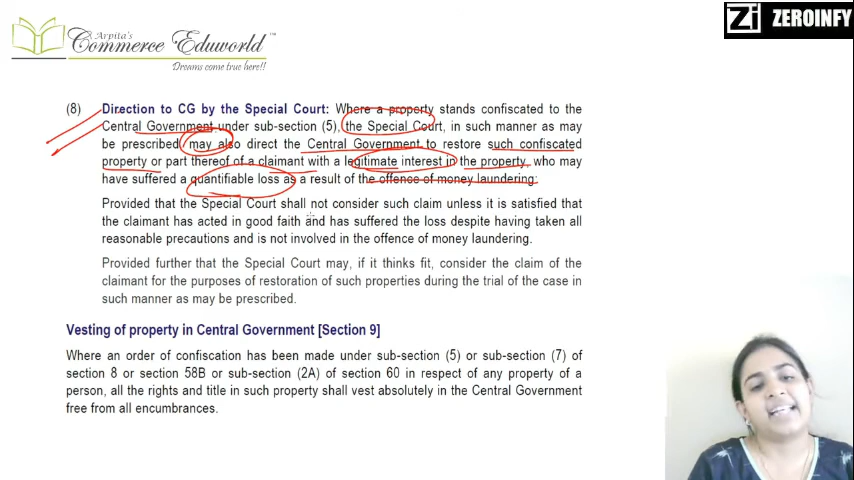 Arpita's
Commerce Eduworld™
Dreams come true here!!
Zi ZEROINFY
(8) Direction to CG by the Special Court: Where a property stands confiscated to the
Central Government under sub-section (5), the Special Court, in such manner as may
be prescribed may also direct the Central Government to restore such confiscated
property or part thereof of a claimant with a legitimate interest in the property, who may
have suffered a quantifiable loss as a result of the offence of money laundering:
Provided that the Special Court shall not consider such claim unless it is satisfied that
the claimant has acted in good faith and has suffered the loss despite having taken all
reasonable precautions and is not involved in the offence of money laundering.
Provided further that the Special Court may, if it thinks fit, consider the claim of the
claimant for the purposes of restoration of such properties during the trial of the case in
such manner as may be prescribed.
Vesting of property in Central Government [Section 9]
Where an order of confiscation has been made under sub-section (5) or sub-section (7) of
section 8 or section 58B or sub-section (2A) of section 60 in respect of any property of a
person, all the rights and title in such property shall vest absolutely in the Central Government
free from all encumbrances.